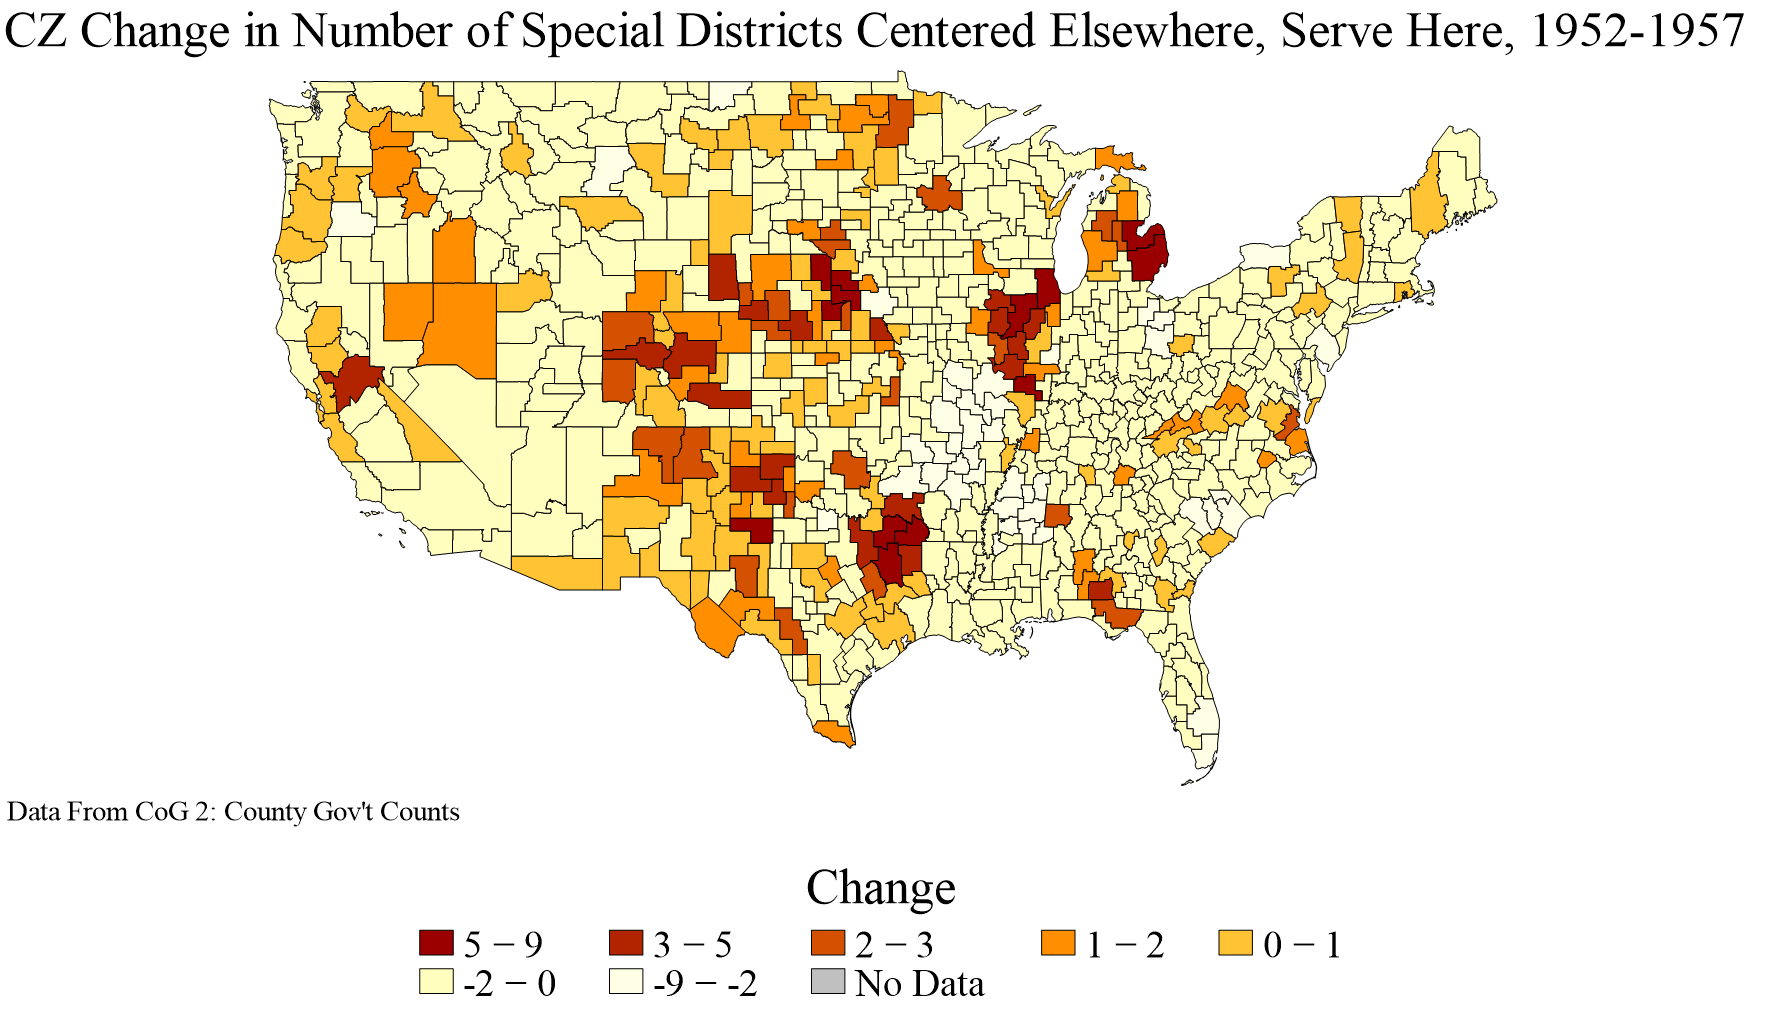 CZ Change in Number of Special Districts Centered Elsewhere, Serve Here, 1952-1957
Data From CoG 2: County Gov't Counts
Change
5 − 9 3 − 5 2 − 3 1 − 2 0 − 1
-2 − 0 -9 − -2 No Data